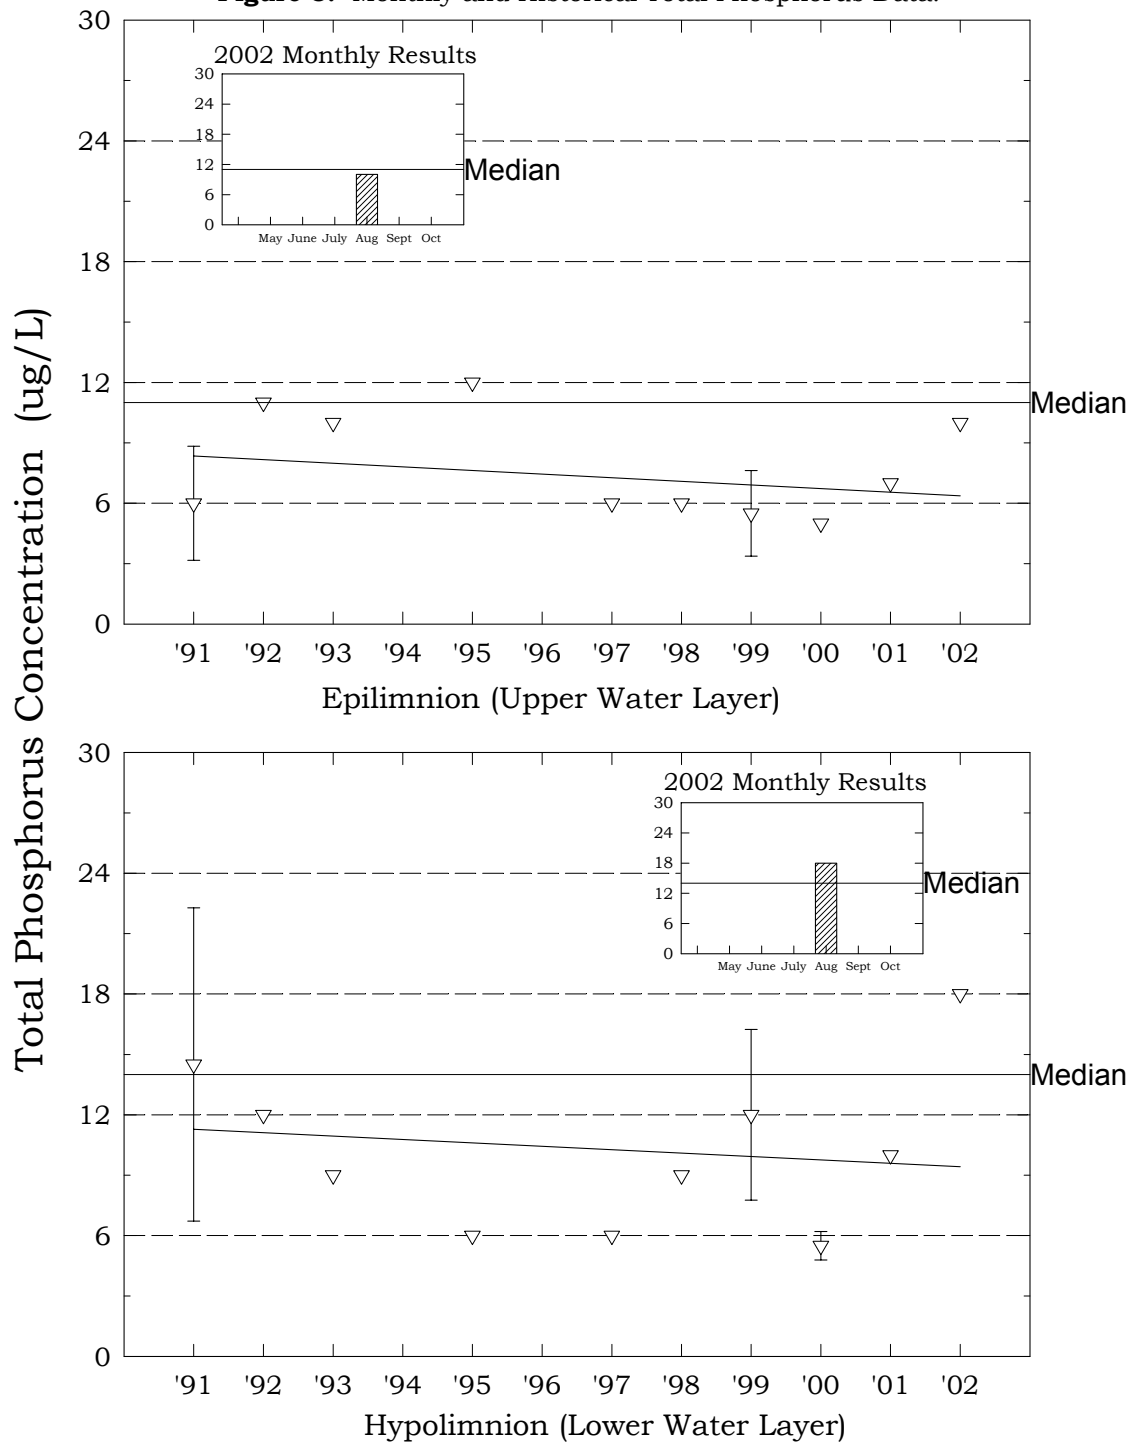 Figure 3. Monthly and Historical Total Phosphorus Data.
Total Phosphorus Concentration (ug/L)
30
24
18
12
6
0
2002 Monthly Results
30
24
18
12
6
0
Median
May June July Aug Sept Oct
Median
'91 '92 '93 '94 '95 '96 '97 '98 '99 '00 '01 '02
Epilimnion (Upper Water Layer)
30
24
18
12
6
0
2002 Monthly Results
30
24
18
12
6
0
Median
May June July Aug Sept Oct
Median
'91 '92 '93 '94 '95 '96 '97 '98 '99 '00 '01 '02
Hypolimnion (Lower Water Layer)